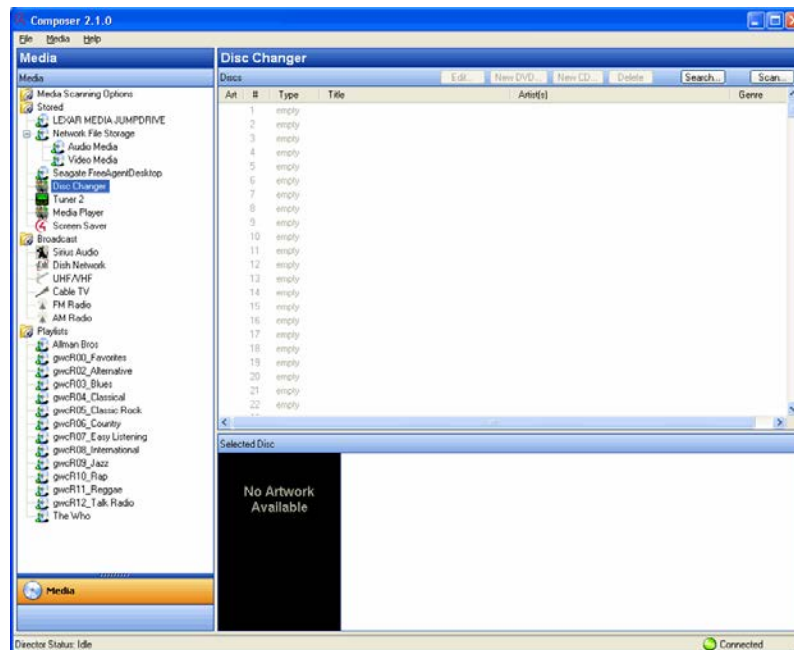 Composer 2.1.0
File Media Help
Media
Disc Changer
Media
Discs Edit... New DVD... New CD... Delete Search... Scan...
Art # Type Title Artist(s) Genre
Media Scanning Options
Stored
LEXAR MEDIA JUMPDRIVE
Network File Storage
Audio Media
Video Media
Seagate FreeAgentDesktop
Disc Changer
Tuner 2
Media Player
Screen Saver
Broadcast
Sirius Audio
Dish Network
UHF/VHF
Cable TV
FM Radio
AM Radio
Playlists
Allman Bros
gwcR00_Favorites
gwcR02_Alternative
gwcR03_Blues
gwcR04_Classical
gwcR05_Classic Rock
gwcR06_Country
gwcR07_Easy Listening
gwcR08_International
gwcR09_Jazz
gwcR10_Rap
gwcR11_Reggae
gwcR12_Talk Radio
The Who
1 empty
2 empty
3 empty
4 empty
5 empty
6 empty
7 empty
8 empty
9 empty
10 empty
11 empty
12 empty
13 empty
14 empty
15 empty
16 empty
17 empty
18 empty
19 empty
20 empty
21 empty
22 empty
Selected Disc
No Artwork
Available
Media
Director Status: Idle
Connected